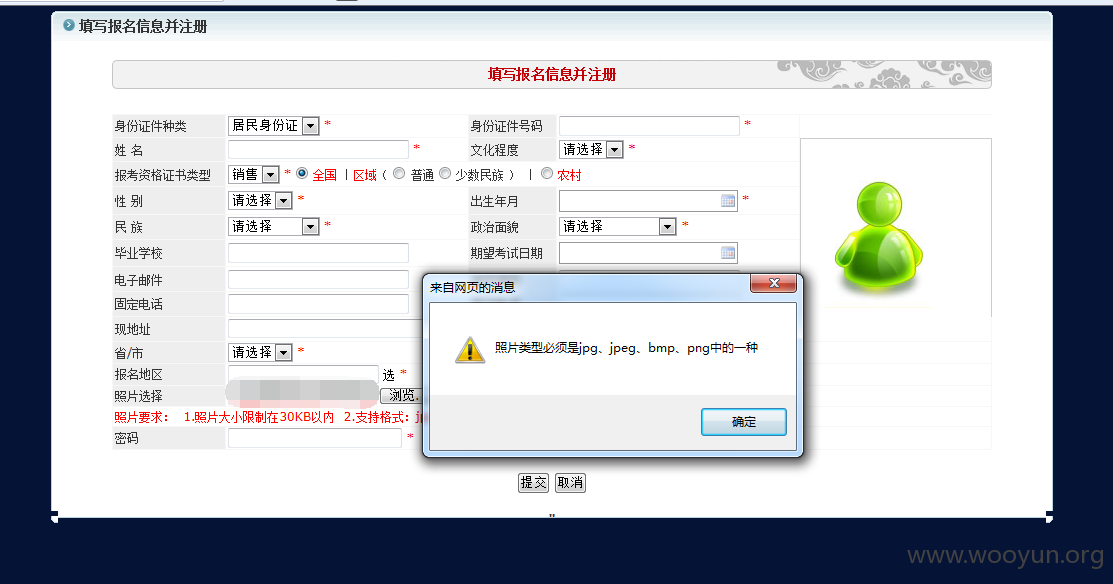 填写报名信息并注册
填写报名信息并注册
身份证件种类 居民身份证 * 身份证件号码 *
姓 名 * 文化程度 请选择 *
报考资格证书类型 销售 * 全国 | 区域 ( 普通 少数民族 ) | 农村
性 别 请选择 * 出生年月 *
民 族 请选择 * 政治面貌 请选择 *
毕业学校 期望考试日期
电子邮件
固定电话
现地址
省/市 请选择 *
报名地区 选 *
照片选择 浏览.
照片要求: 1.照片大小限制在30KB以内 2.支持格式:
密码 *
来自网页的消息
照片类型必须是jpg、jpeg、bmp、png中的一种
确定
提交 取消
www.wooyun.org